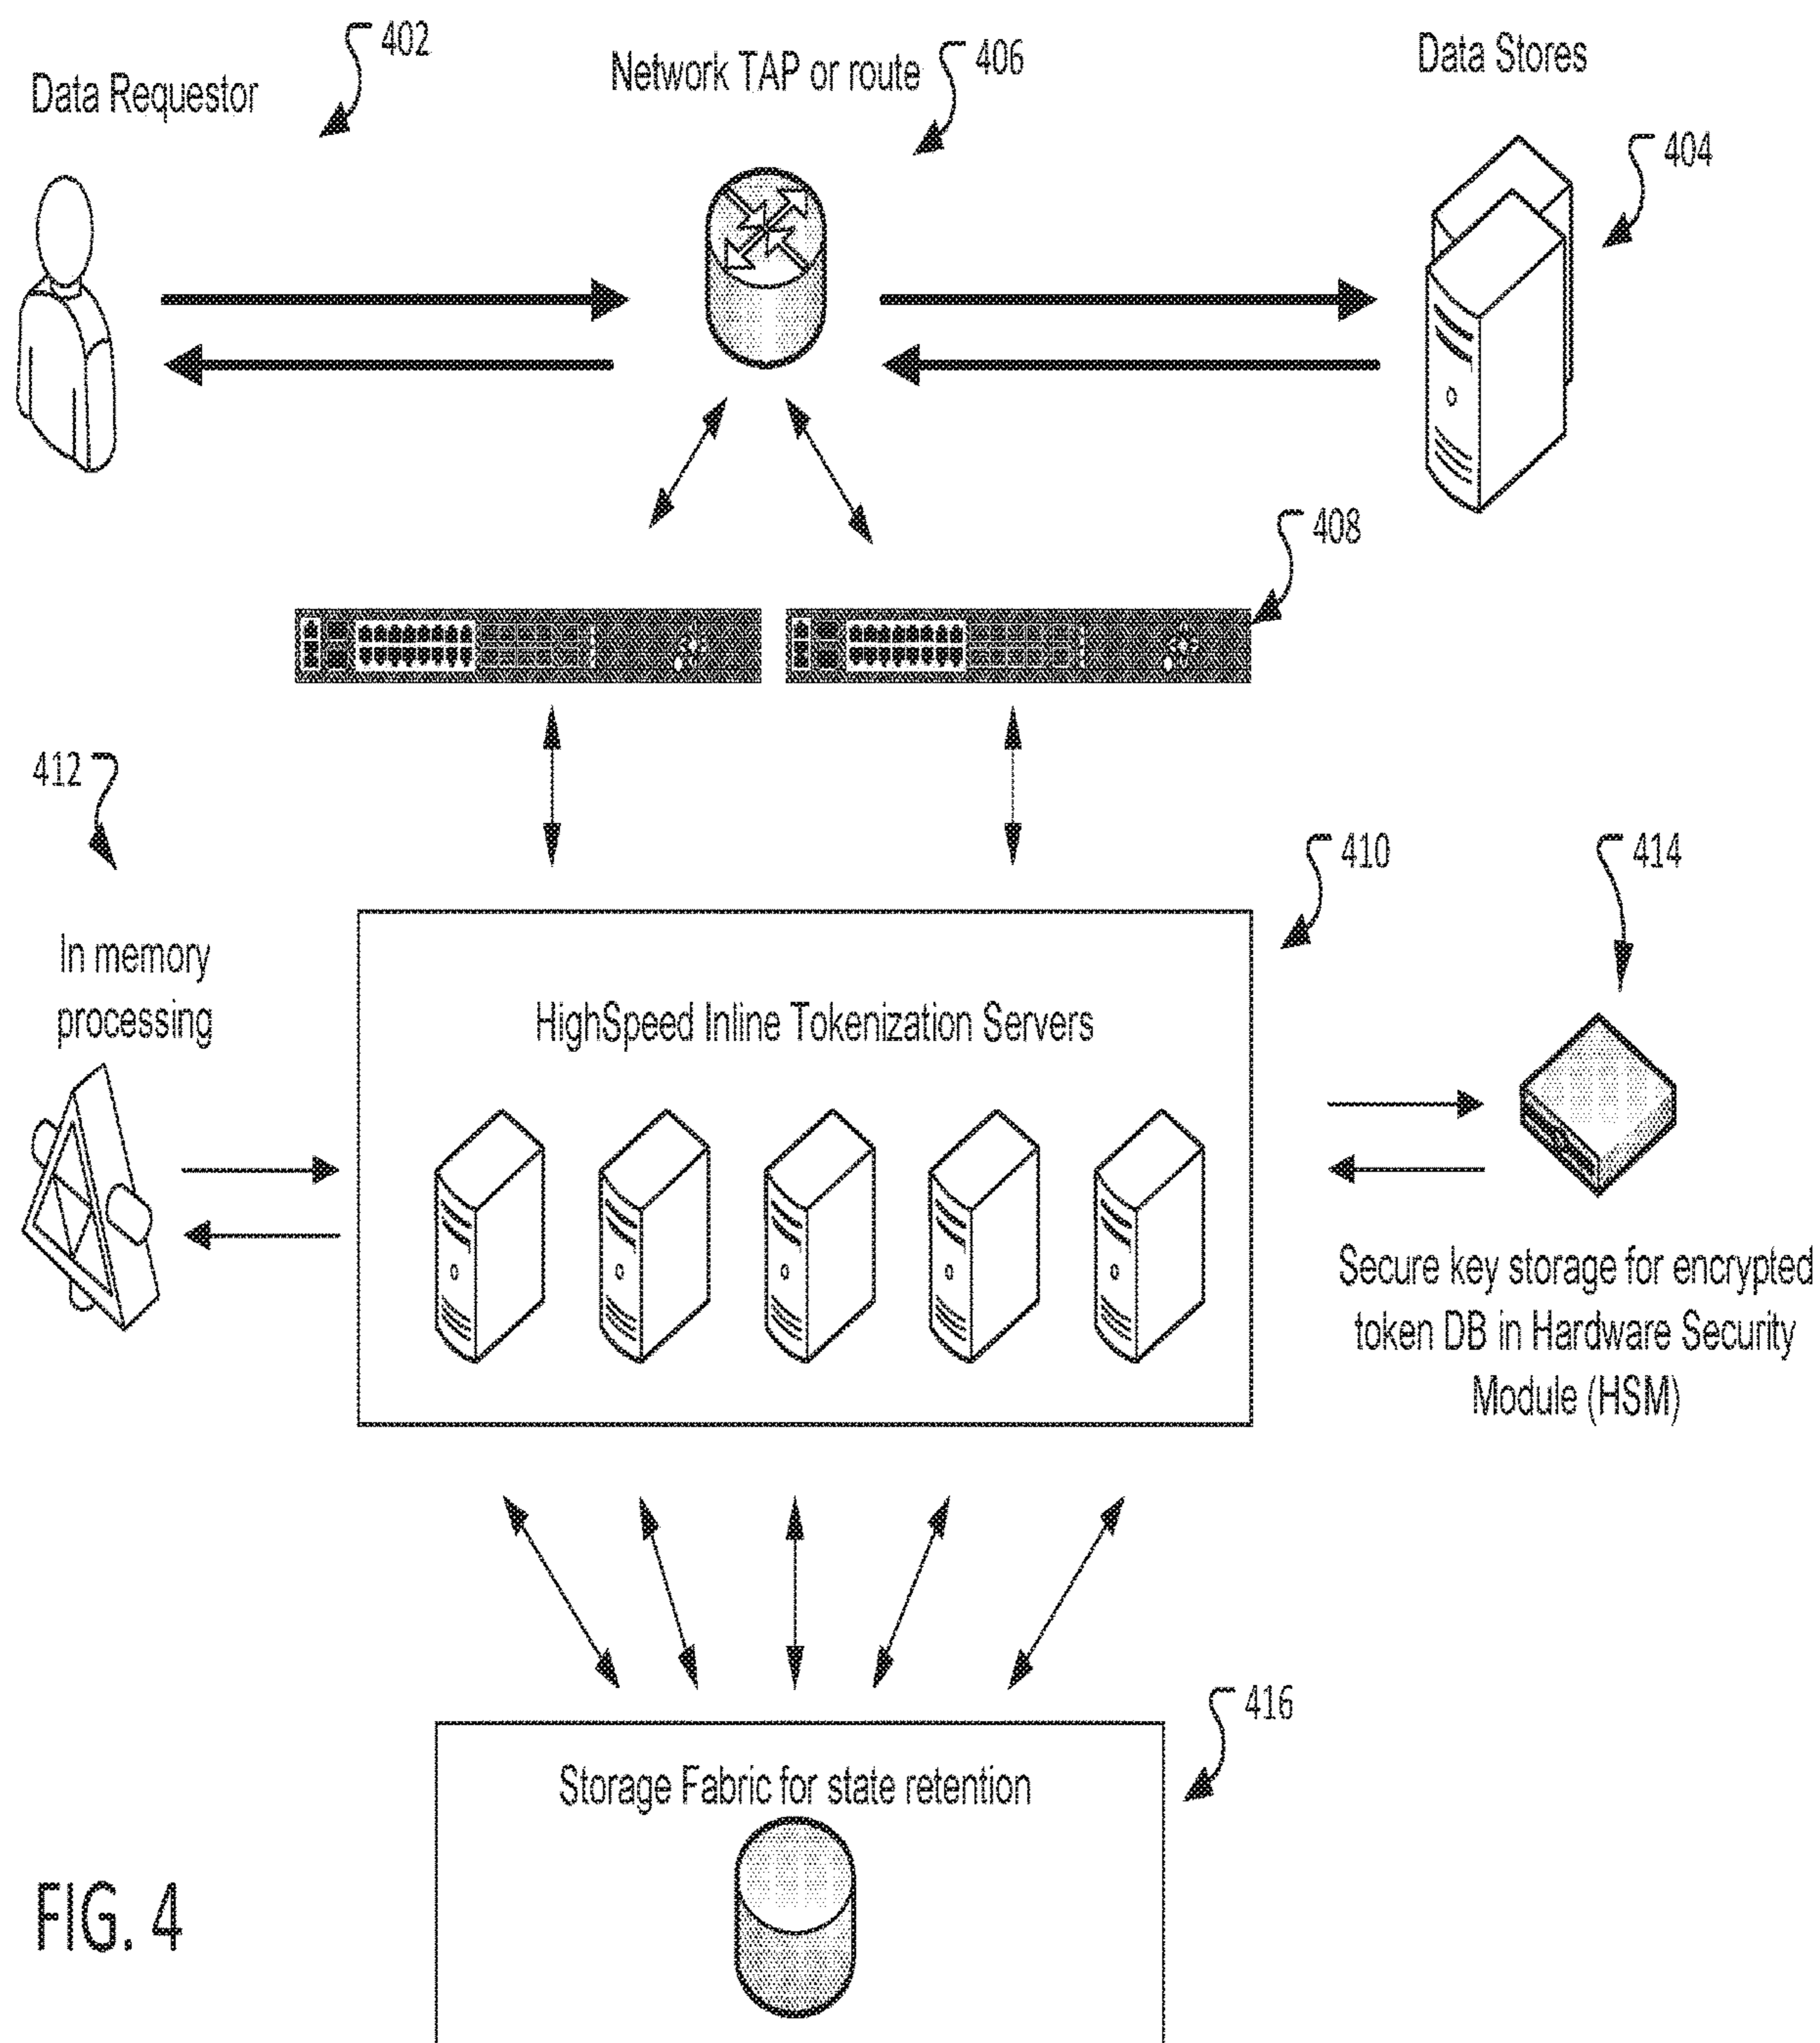 402
406
Data Stores
Network TAP or route
Data Requestor
404
408
412
410
414
In memory
processing
HighSpeed Inline Tokenization Servers
Secure key storage for encrypted
token DB in Hardware Security
Module (HSM)
416
Storage Fabric for state retention
FIG. 4